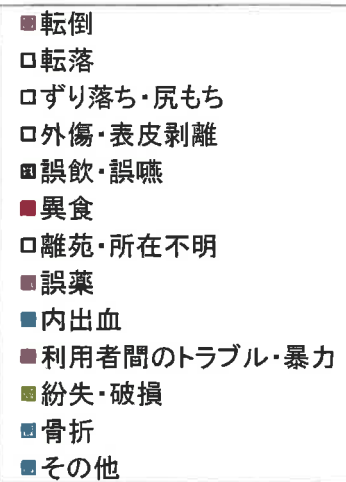 転倒
転落
ずり落ち・尻もち
外傷・表皮剥離
誤飲・誤嚥
異食
離苑・所在不明
誤薬
内出血
利用者間のトラブル・暴力
紛失・破損
骨折
その他